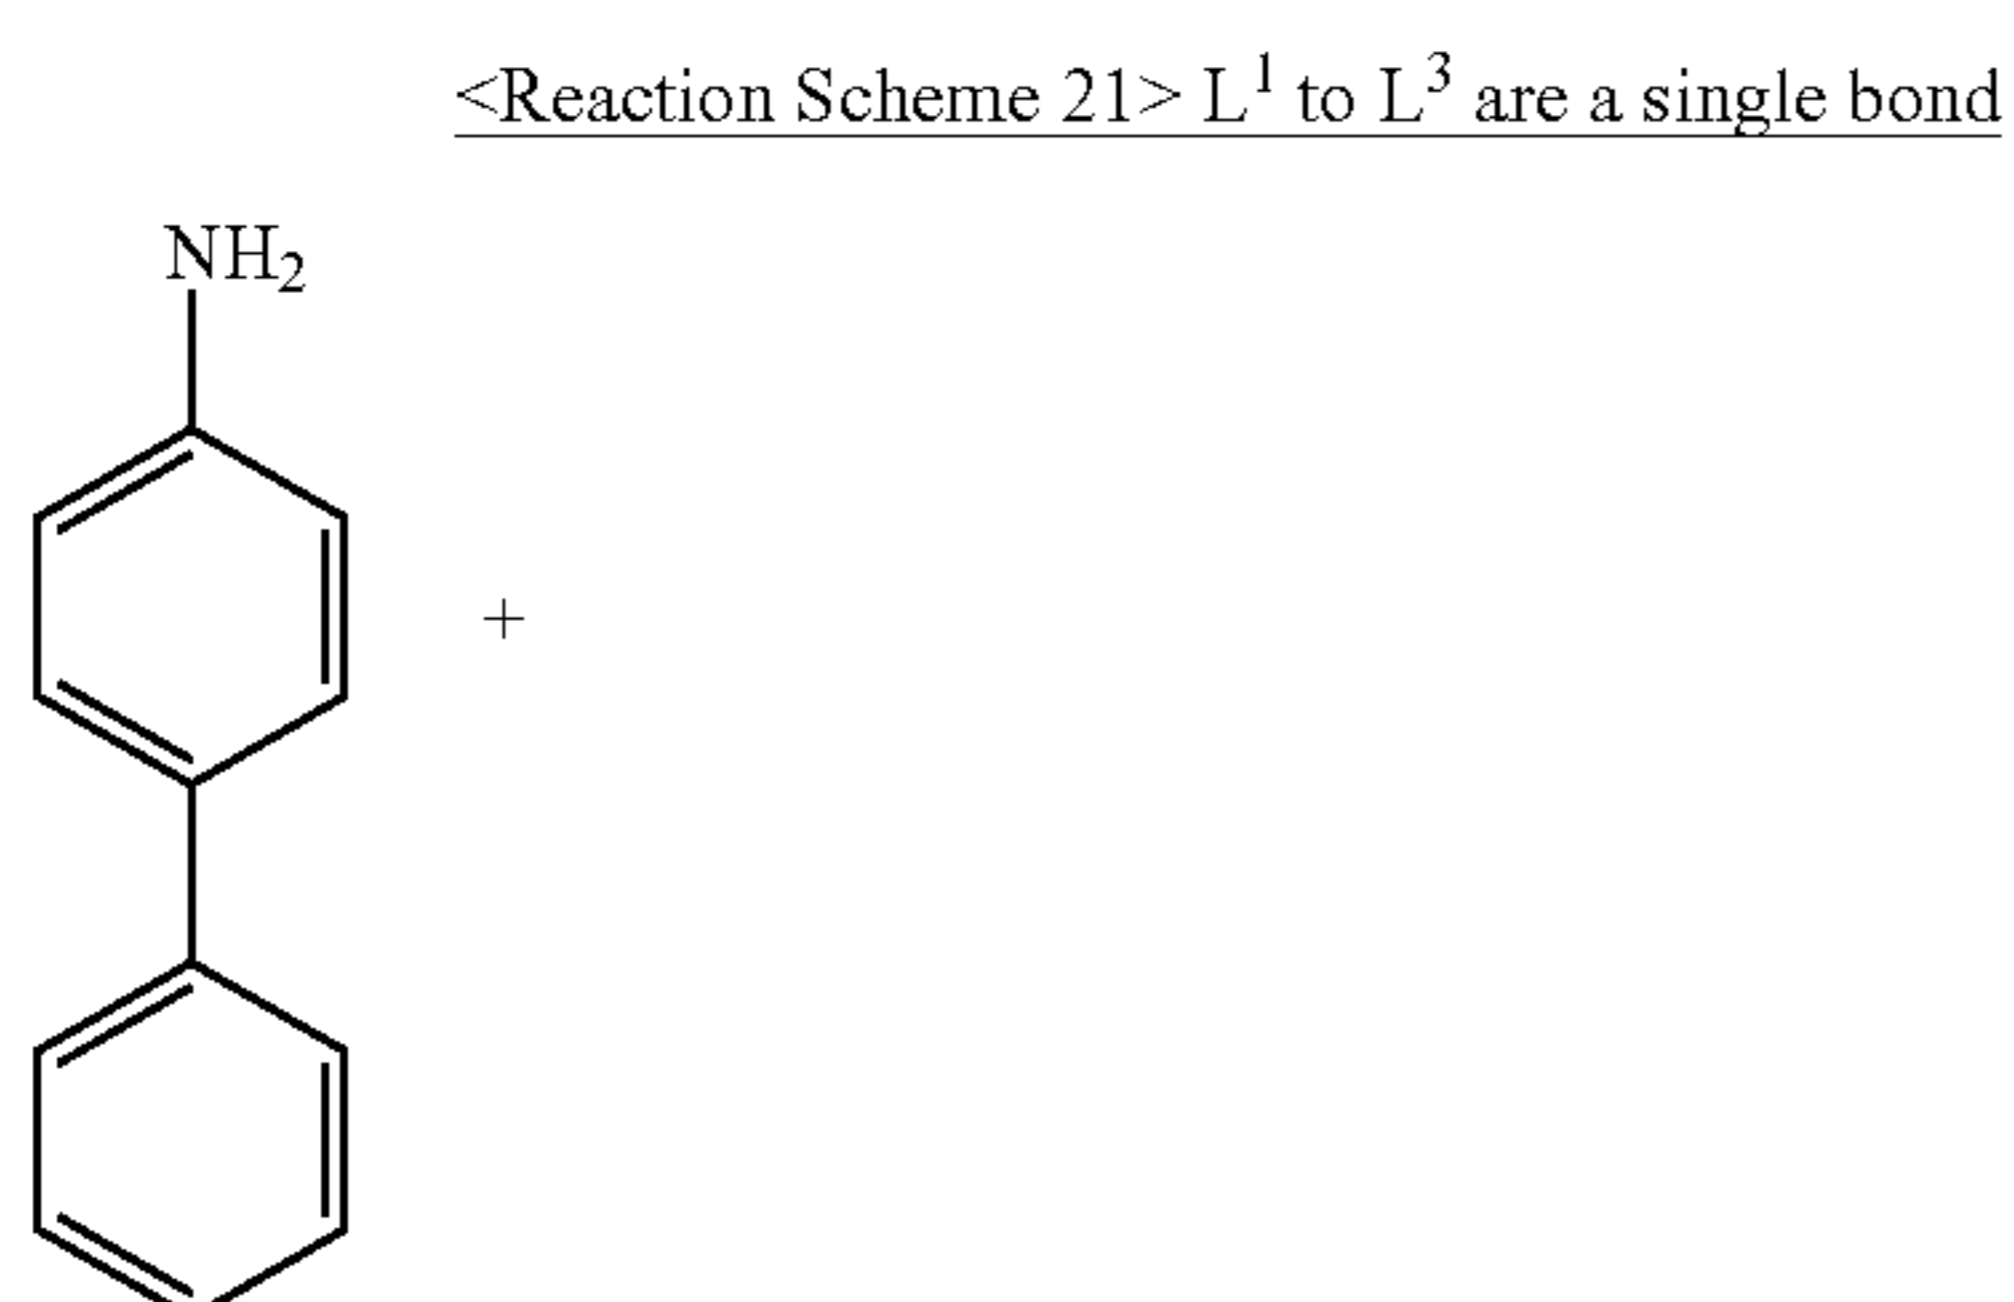 <Reaction Scheme 21> L¹ to L³ are a single bond
NH₂
+